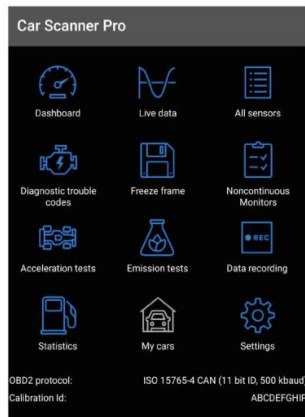 Car Scanner Pro
Dashboard
Live data
All sensors
Diagnostic trouble
codes
Freeze frame
Noncontinuous
Monitors
Acceleration tests
Emission tests
REC
Data recording
Statistics
My cars
Settings
OBD2 protocol: ISO 15765-4 CAN (11 bit ID, 500 kbaud)
Calibration Id: ABCDEFGHIF